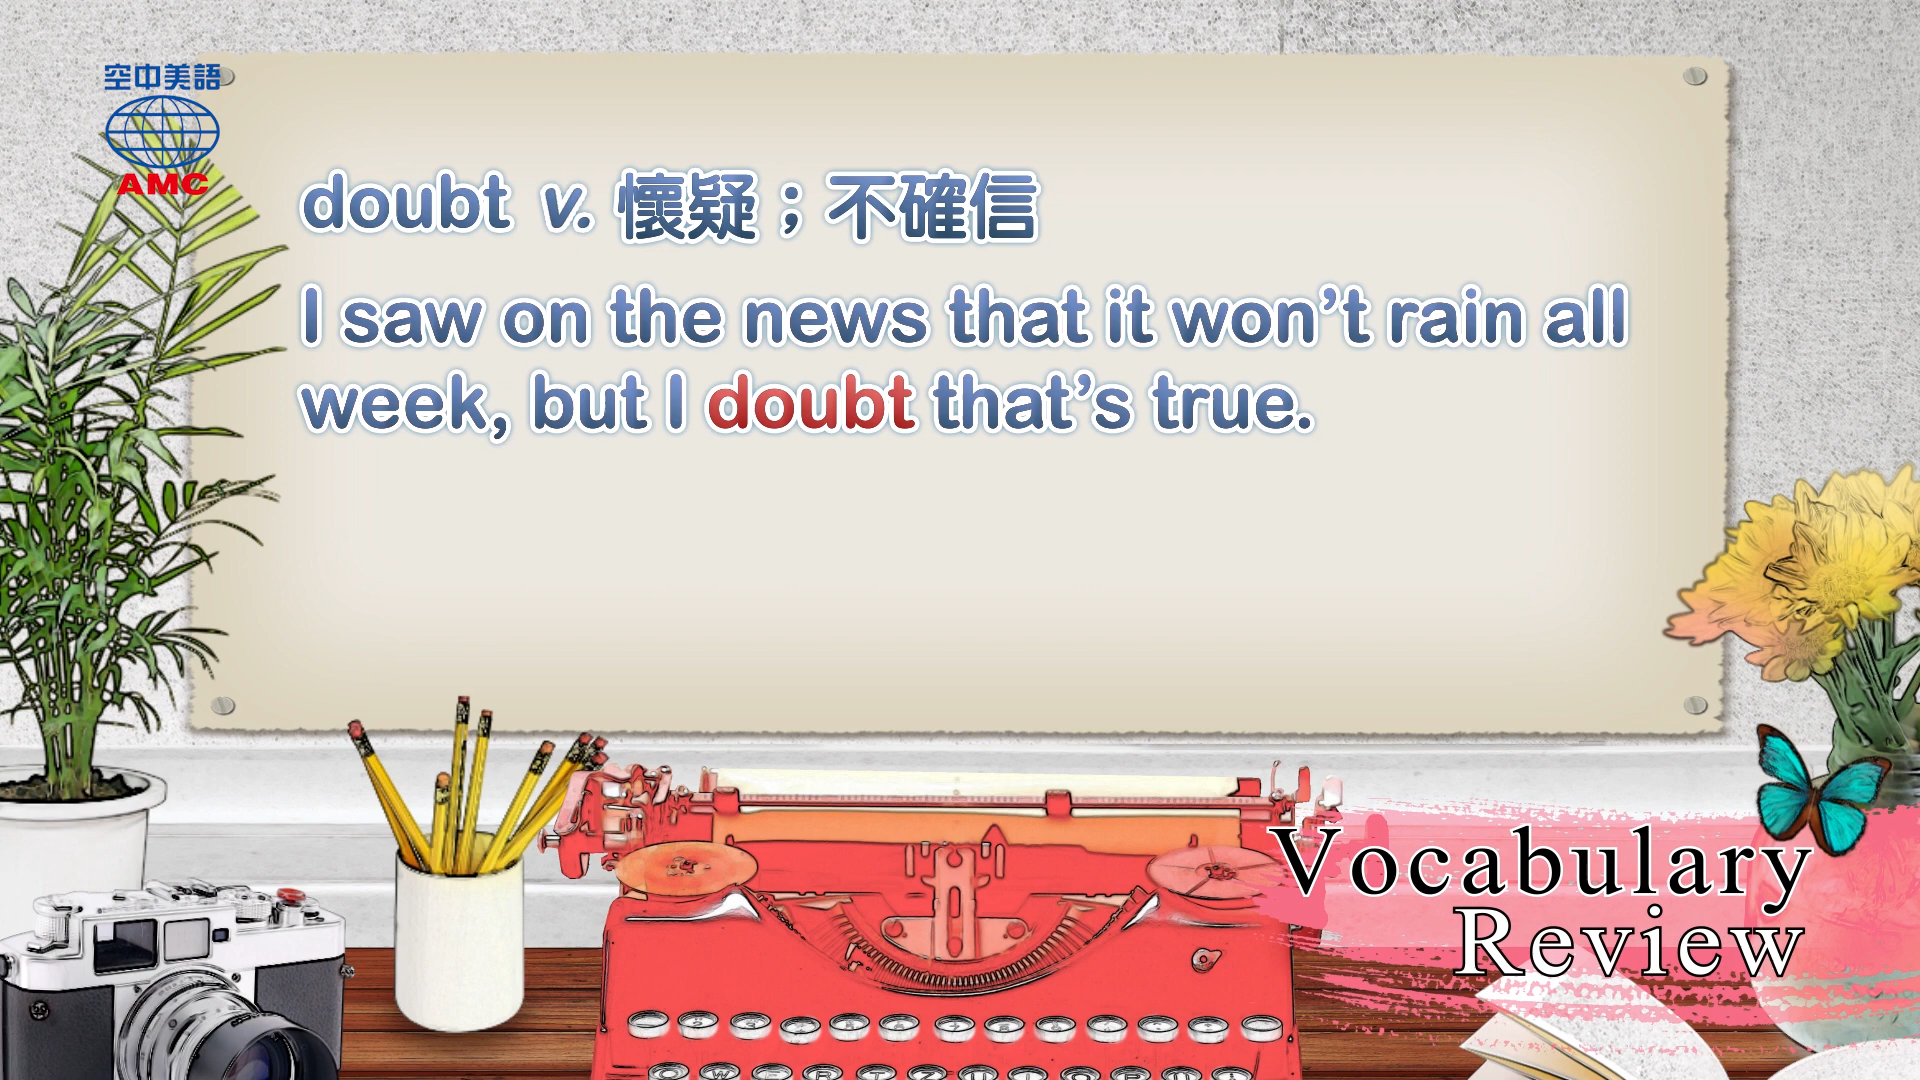 空中美語
AMC
doubt v. 懷疑；不確信
I saw on the news that it won’t rain all
week, but I doubt that’s true.
Vocabulary
Review